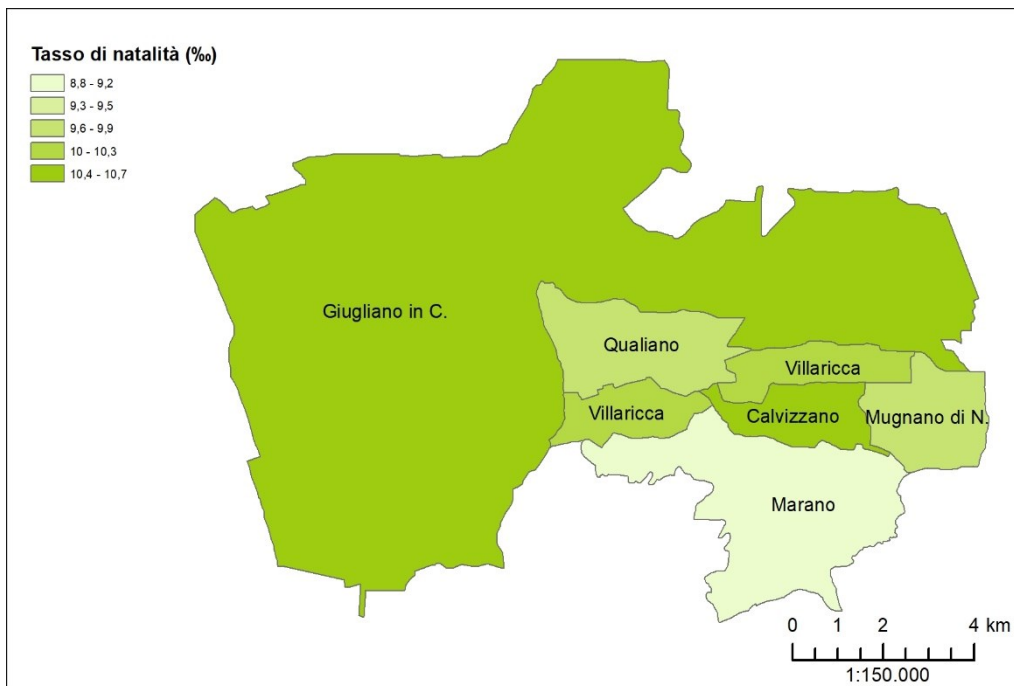 Tasso di natalità (‰)
8,8 - 9,2
9,3 - 9,5
9,6 - 9,9
10 - 10,3
10,4 - 10,7
Giugliano in C.
Qualiano
Villaricca
Villaricca
Calvizzano
Mugnano di N.
Marano
0 1 2 4 km
1:150.000